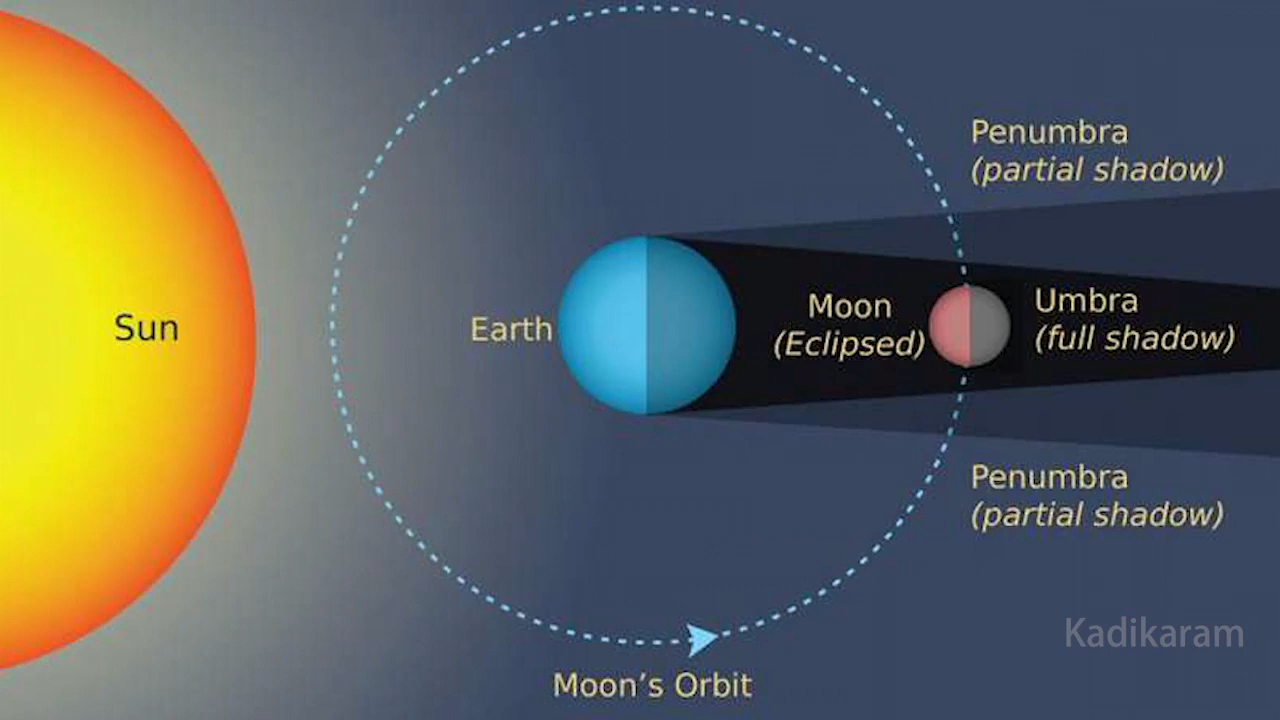 Penumbra
(partial shadow)
Sun
Earth
Moon
(Eclipsed)
Umbra
(full shadow)
Penumbra
(partial shadow)
Kadikaram
Moon’s Orbit